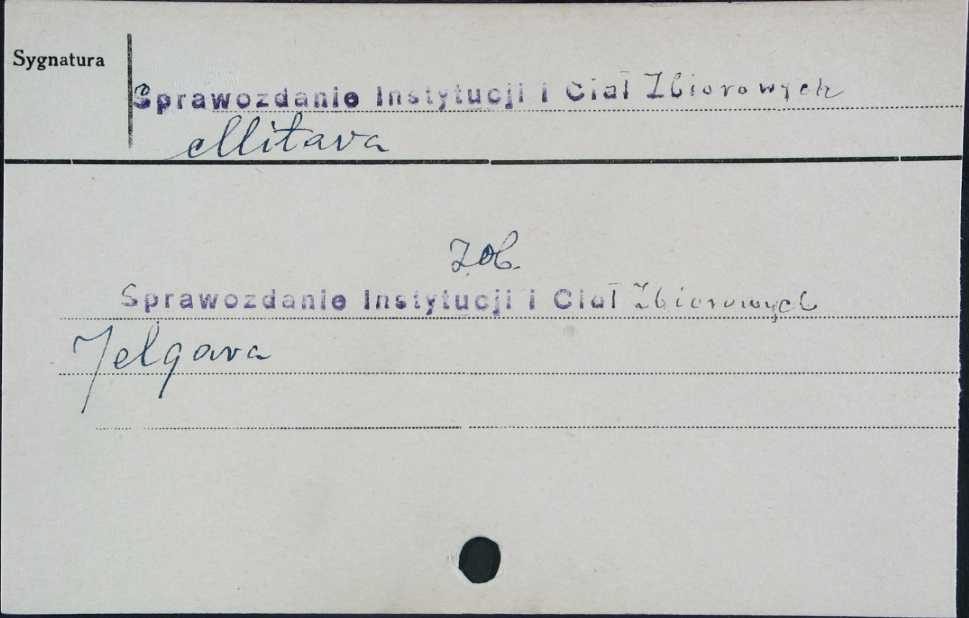 Sygnatura
Sprawozdanie Instytucji i Ciał Zbiorowych
Mitava
zob.
Sprawozdanie Instytucji i Ciał Zbiorowych
Jelgava